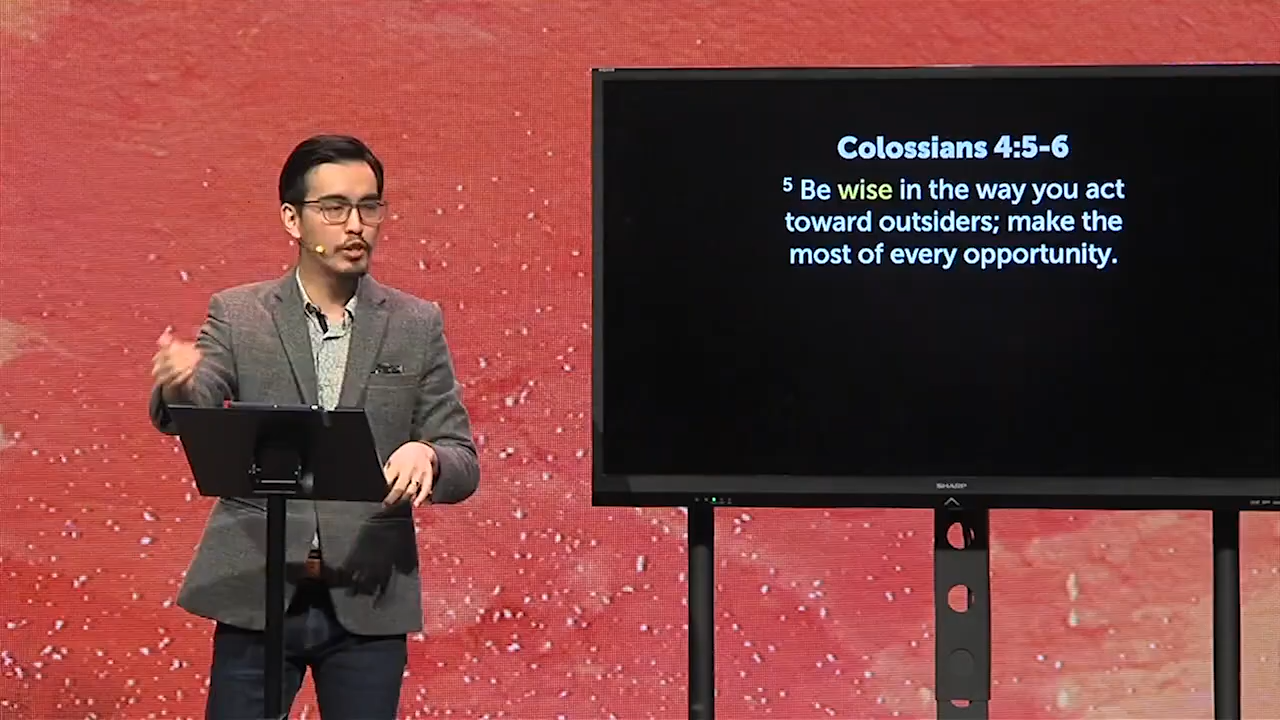 Colossians 4:5-6
5 Be wise in the way you act
toward outsiders; make the
most of every opportunity.
SHARP